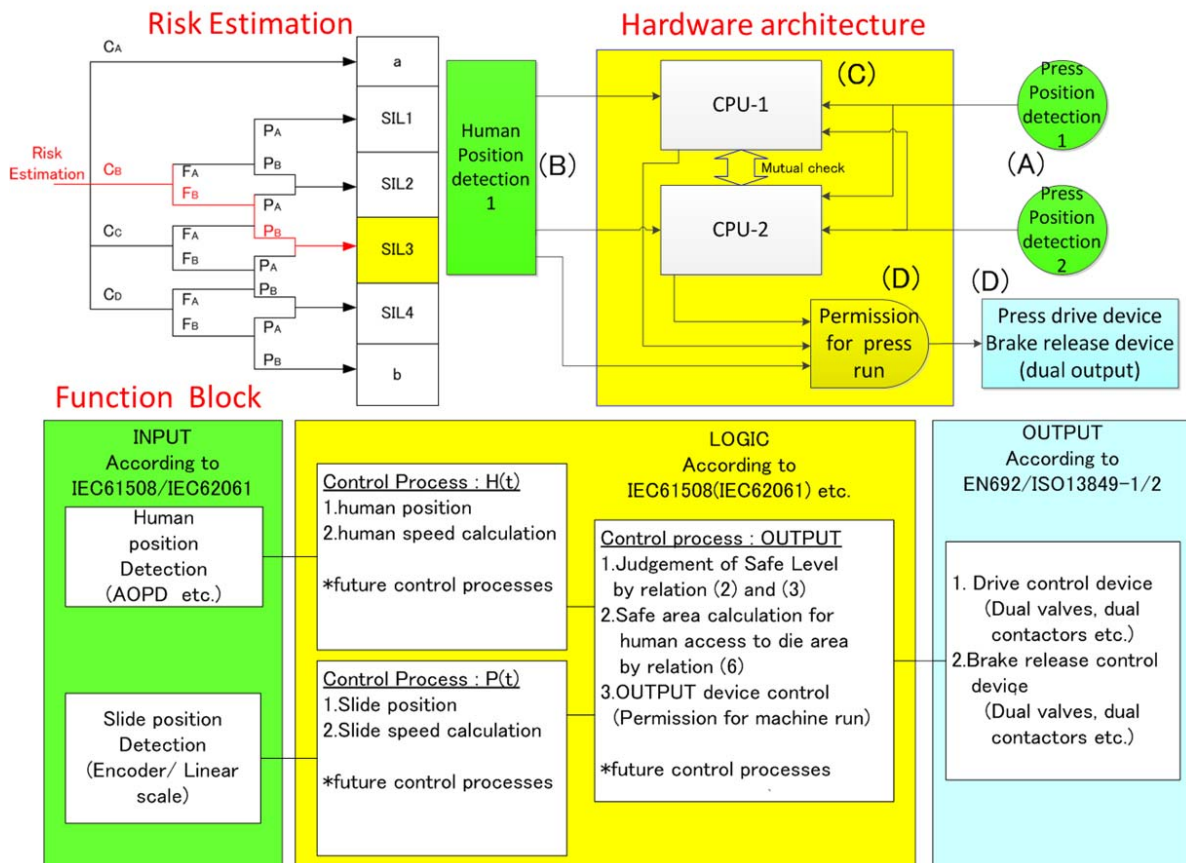 Risk Estimation
CA
a
PA
SIL1
Risk
Estimation
CB
FA
PB
SIL2
FB
PA
PB
SIL3
CC
FA
FB
PA
PB
SIL4
CD
FA
FB
PA
PB
b
Hardware architecture
Human
Position
detection
1
(B)
CPU-1
(C)
Mutual check
CPU-2
(D)
Permission
for press
run
Press
Position
detection
1
(A)
Press
Position
detection
2
(D)
Press drive device
Brake release device
(dual output)
Function Block
INPUT
According to
IEC61508/IEC62061
Human
position
Detection
(AOPD etc.)
Slide position
Detection
(Encoder/ Linear
scale)
LOGIC
According to
IEC61508(IEC62061) etc.
Control Process : H(t)
1.human position
2.human speed calculation
*future control processes
Control Process : P(t)
1.Slide position
2.Slide speed calculation
*future control processes
Control process : OUTPUT
1.Judgement of Safe Level
by relation (2) and (3)
2.Safe area calculation for
human access to die area
by relation (6)
3.OUTPUT device control
(Permission for machine run)
*future control processes
OUTPUT
According to
EN692/ISO13849-1/2
1. Drive control device
(Dual valves, dual
contactors etc.)
2.Brake release control
device
(Dual valves, dual
contactors etc.)